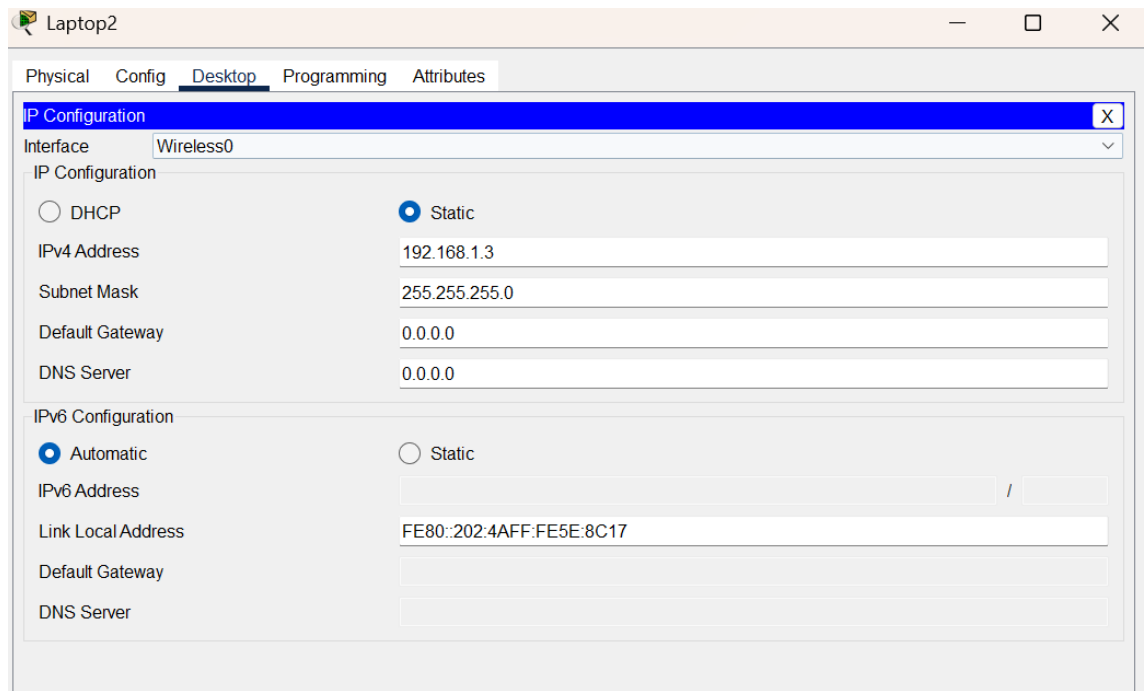 Laptop2
Physical Config Desktop Programming Attributes
IP Configuration X
Interface Wireless0
IP Configuration
DHCP Static
IPv4 Address 192.168.1.3
Subnet Mask 255.255.255.0
Default Gateway 0.0.0.0
DNS Server 0.0.0.0
IPv6 Configuration
Automatic Static
IPv6 Address /
Link Local Address FE80::202:4AFF:FE5E:8C17
Default Gateway
DNS Server